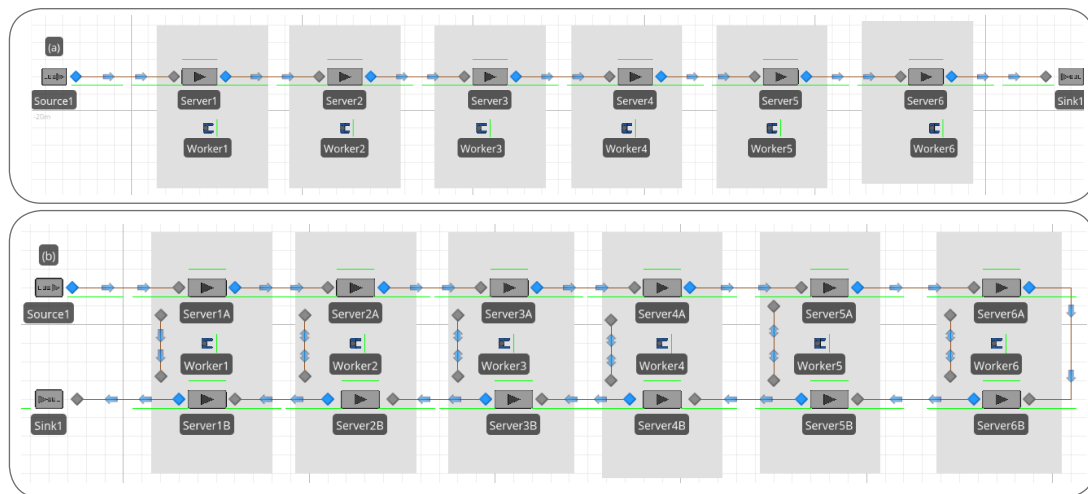 (a)
Source1 Server1 Server2 Server3 Server4 Server5 Server6 Sink1
-20m
Worker1 Worker2 Worker3 Worker4 Worker5 Worker6
(b)
Source1 Server1A Server2A Server3A Server4A Server5A Server6A
Worker1 Worker2 Worker3 Worker4 Worker5 Worker6
Sink1 Server1B Server2B Server3B Server4B Server5B Server6B